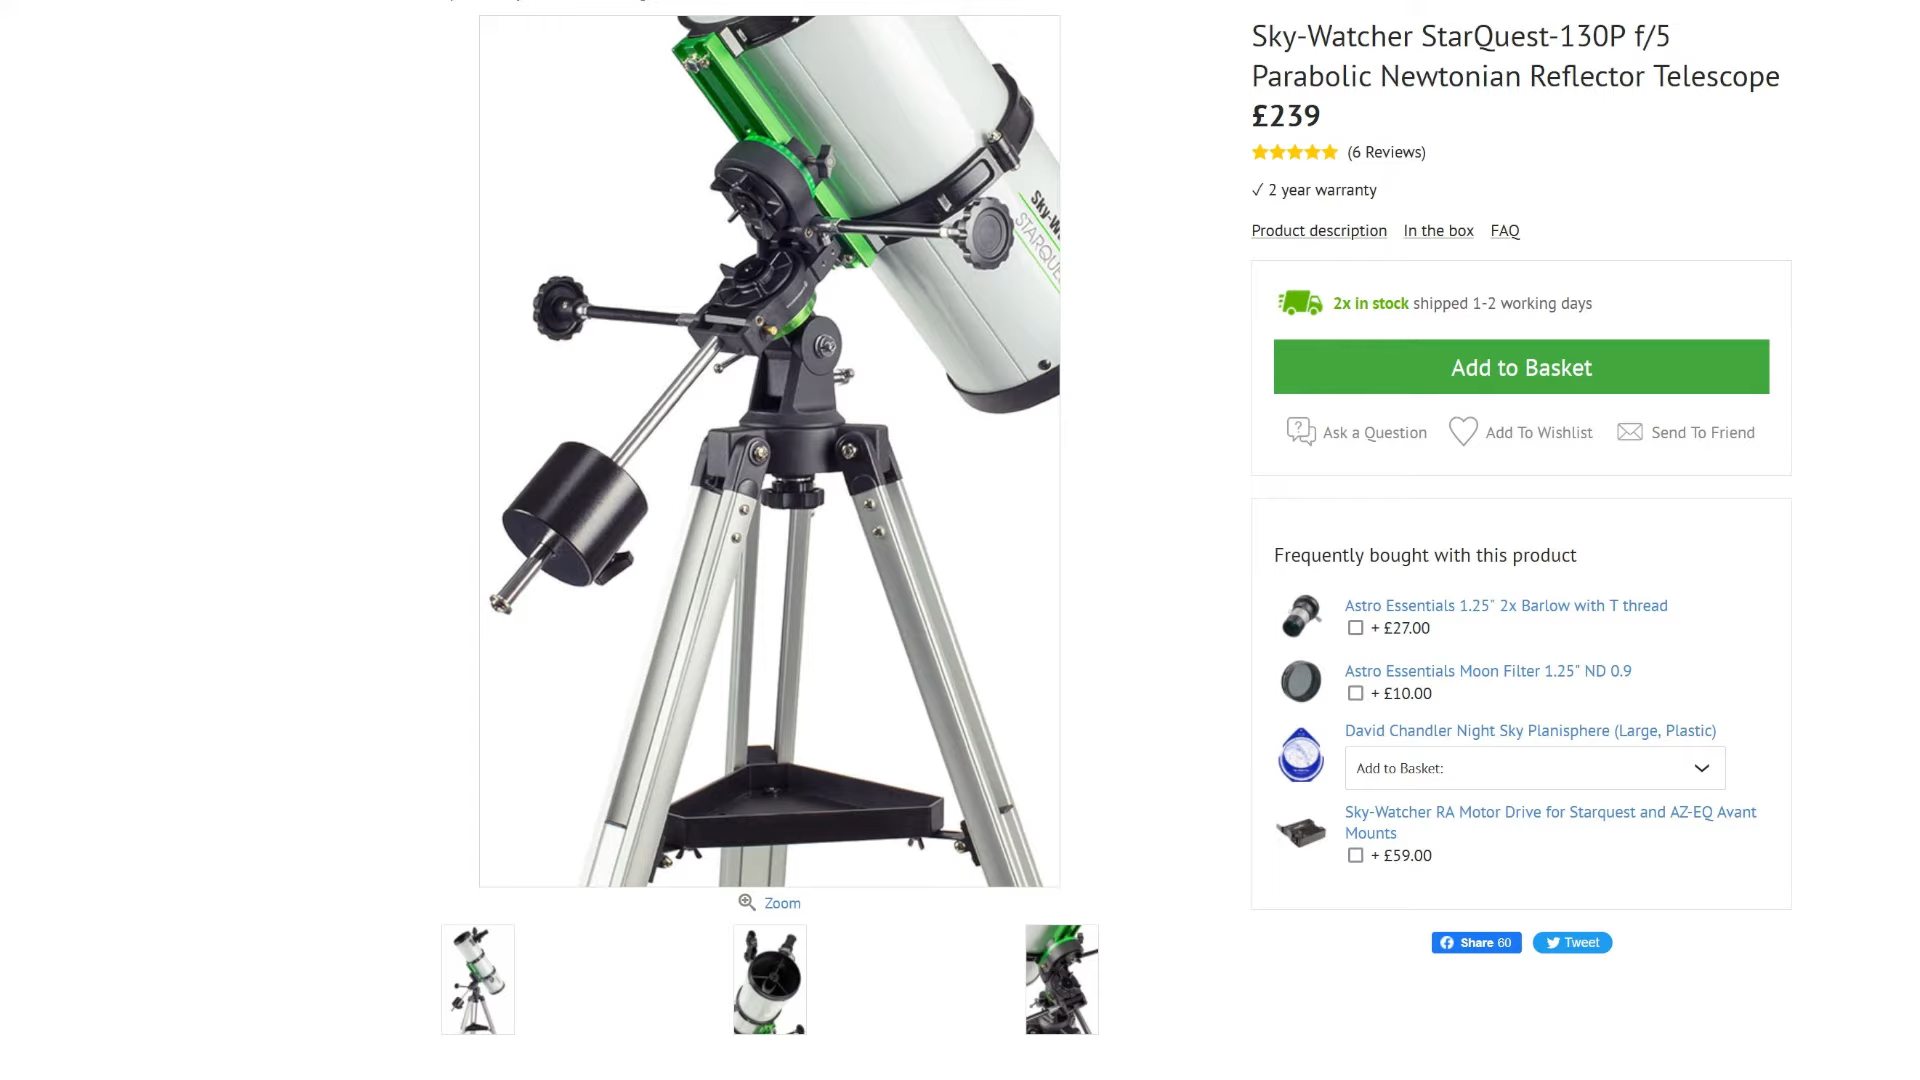 Sky-Watcher StarQuest-130P f/5
Parabolic Newtonian Reflector Telescope
£239
(6 Reviews)
✓ 2 year warranty
Product description In the box FAQ
2x in stock shipped 1-2 working days
Add to Basket
Ask a Question Add To Wishlist Send To Friend
Frequently bought with this product
Astro Essentials 1.25" 2x Barlow with T thread
+ £27.00
Astro Essentials Moon Filter 1.25" ND 0.9
+ £10.00
David Chandler Night Sky Planisphere (Large, Plastic)
Add to Basket:
Sky-Watcher RA Motor Drive for Starquest and AZ-EQ Avant
Mounts
+ £59.00
Share 60 Tweet
Zoom